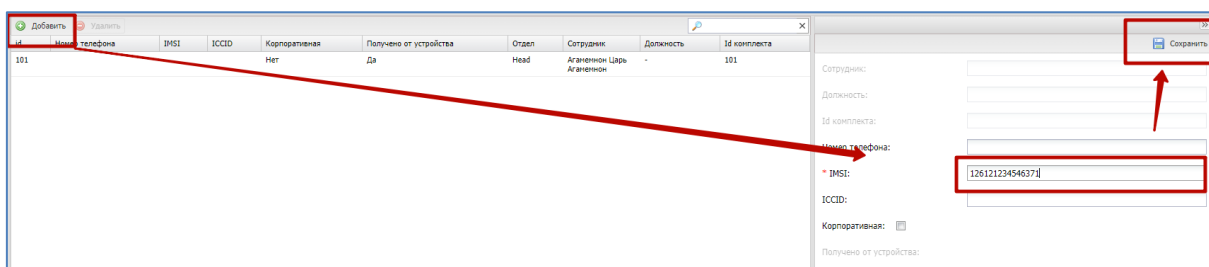 Добавить Удалить
id Номер телефона IMSI ICCID Корпоративная Получено от устройства Отдел Сотрудник Должность Id комплекта
101 Нет Да Head Агамемнон Царь - 101
Агамемнон
Сохранить
Сотрудник:
Должность:
Id комплекта:
Номер телефона:
* IMSI: 126121234546371
ICCID:
Корпоративная:
Получено от устройства: